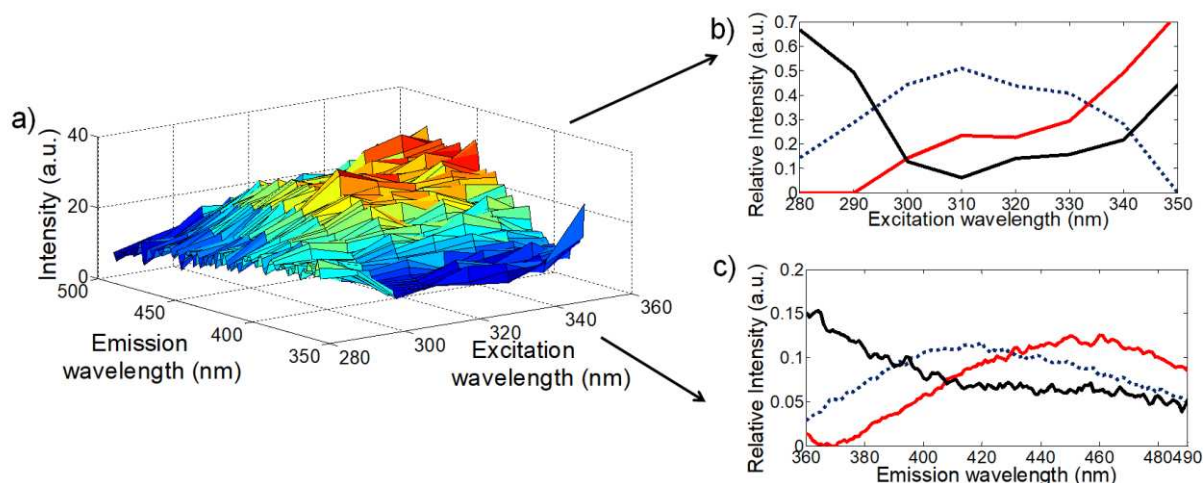 a)
Intensity (a.u.)
40
20
0
500
450
400
350
Emission
wavelength (nm)
280
300
320
340
360
Excitation
wavelength (nm)
b)
Relative Intensity (a.u.)
0.7
0.6
0.5
0.4
0.3
0.2
0.1
0
280 290 300 310 320 330 340 350
Excitation wavelength (nm)
c)
Relative Intensity (a.u.)
0.2
0.15
0.1
0.05
0
360 380 400 420 440 460 480 490
Emission wavelength (nm)